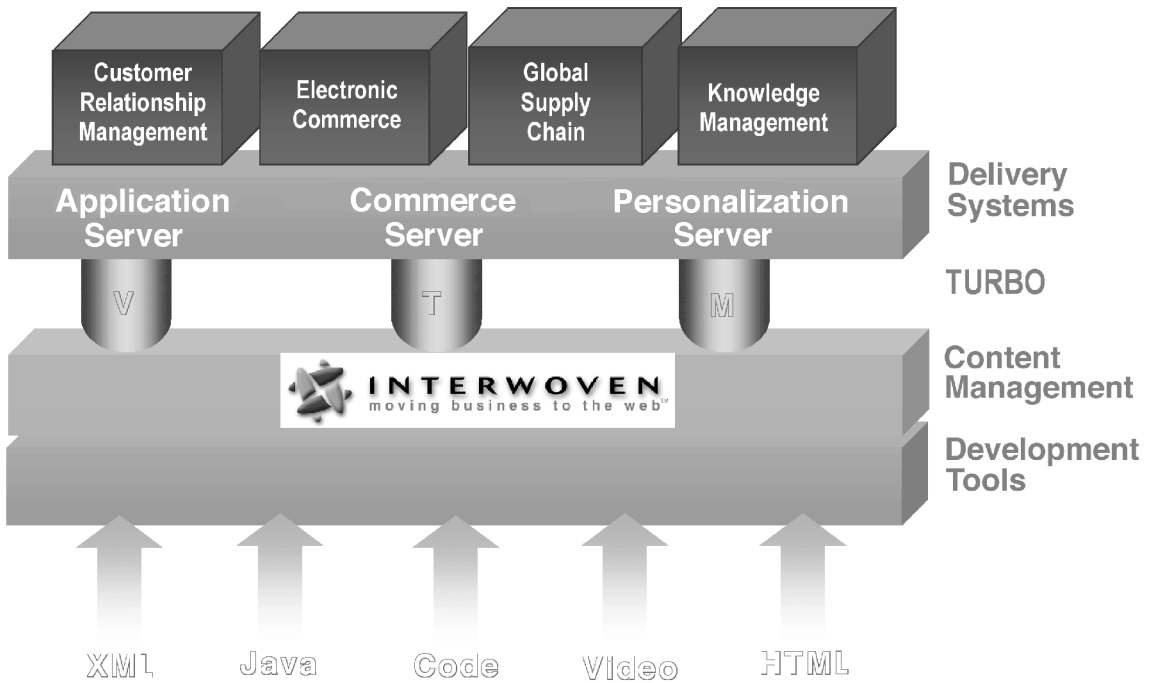 Customer
Relationship
Management
Electronic
Commerce
Global
Supply
Chain
Knowledge
Management
Application
Server
Commerce
Server
Personalization
Server
Delivery
Systems
V
T
M
TURBO
INTERWOVEN
moving business to the web
Content
Management
Development
Tools
XML
Java
Code
Video
HTML